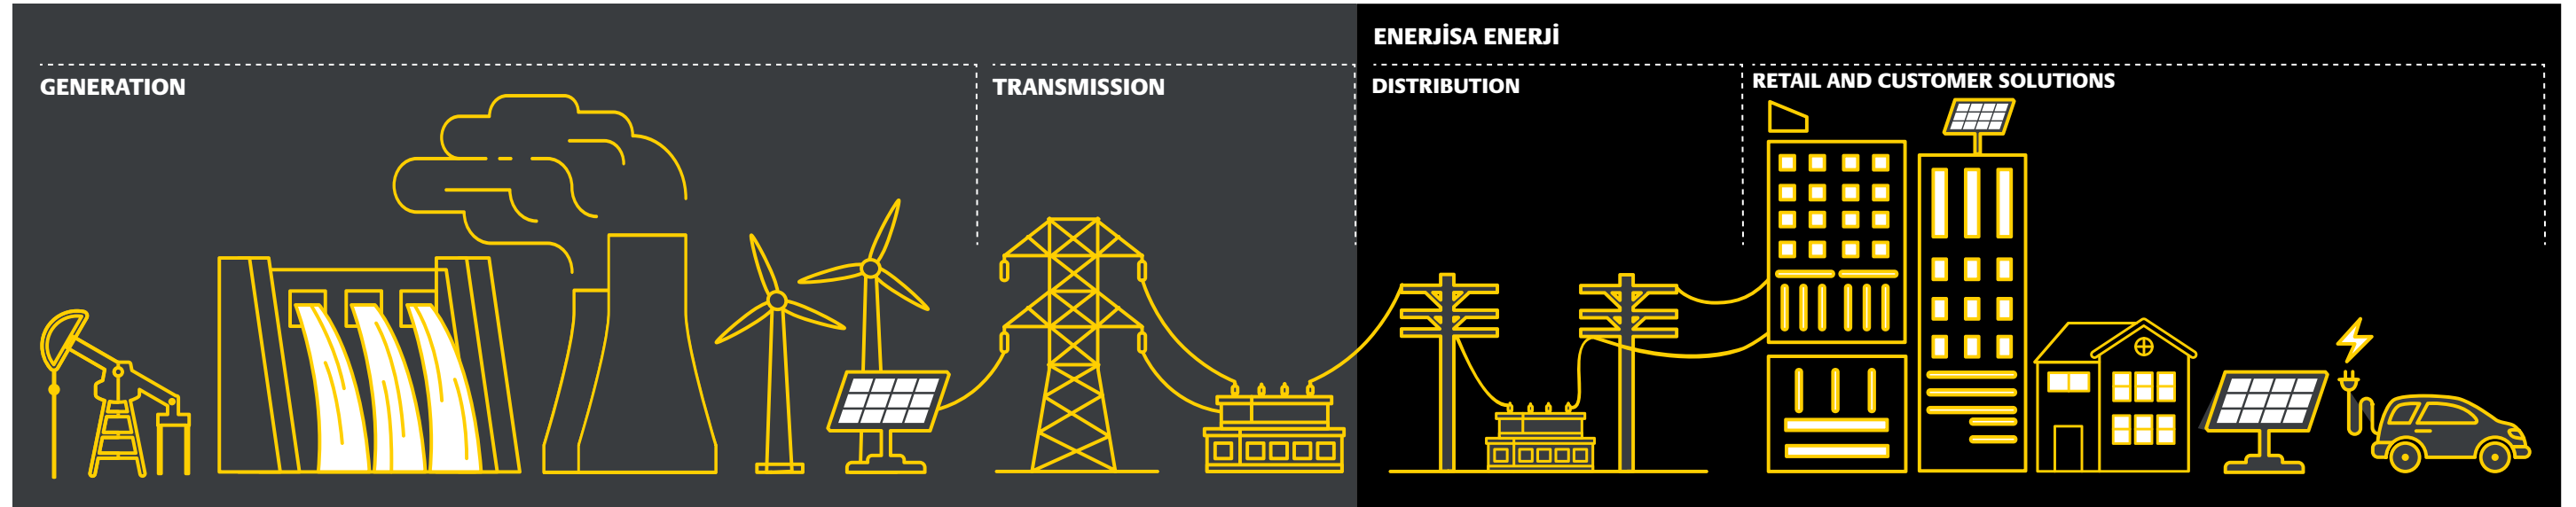 ENERJİSA ENERJİ
GENERATION
TRANSMISSION
DISTRIBUTION
RETAIL AND CUSTOMER SOLUTIONS